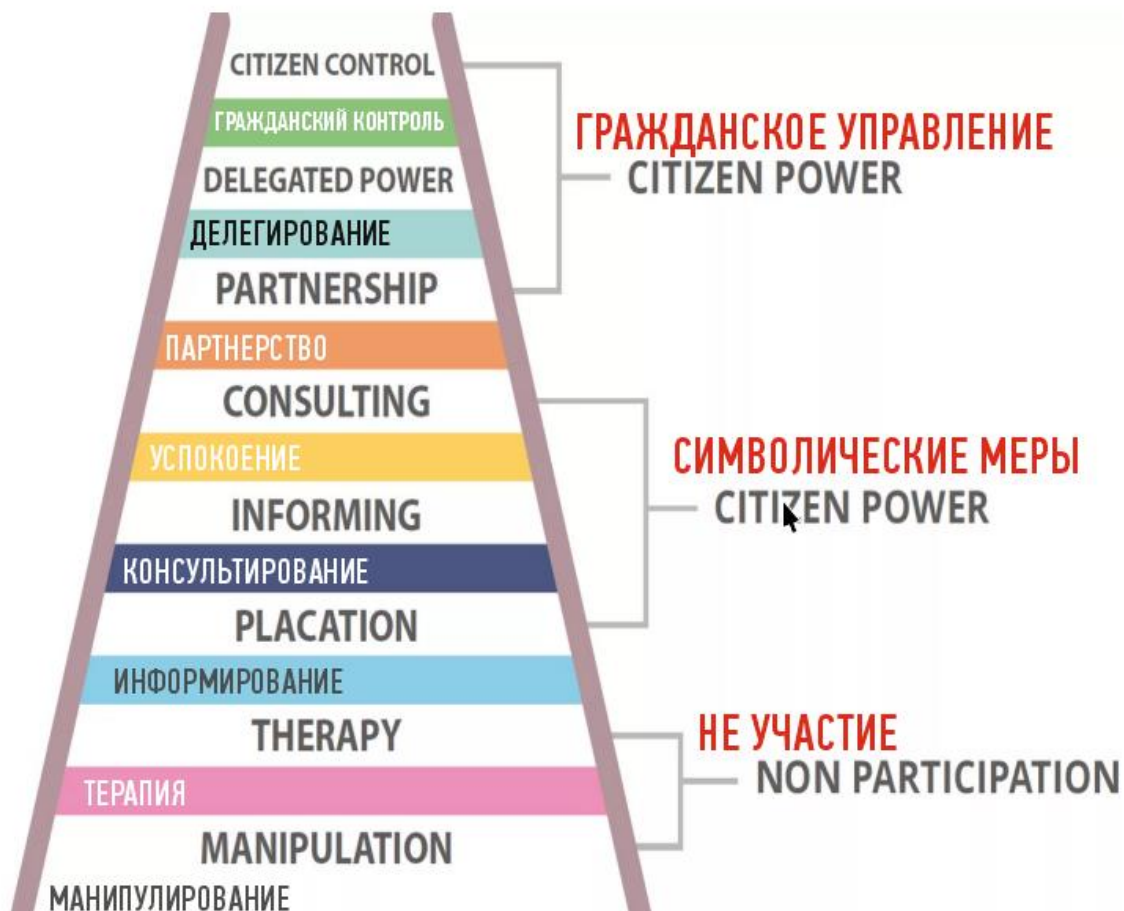 CITIZEN CONTROL
ГРАЖДАНСКИЙ КОНТРОЛЬ
DELEGATED POWER
ДЕЛЕГИРОВАНИЕ
PARTNERSHIP
ПАРТНЕРСТВО
CONSULTING
УСПОКОЕНИЕ
INFORMING
КОНСУЛЬТИРОВАНИЕ
PLACATION
ИНФОРМИРОВАНИЕ
THERAPY
ТЕРАПИЯ
MANIPULATION
МАНИПУЛИРОВАНИЕ
ГРАЖДАНСКОЕ УПРАВЛЕНИЕ
CITIZEN POWER
СИМВОЛИЧЕСКИЕ МЕРЫ
CITIZEN POWER
НЕ УЧАСТИЕ
NON PARTICIPATION